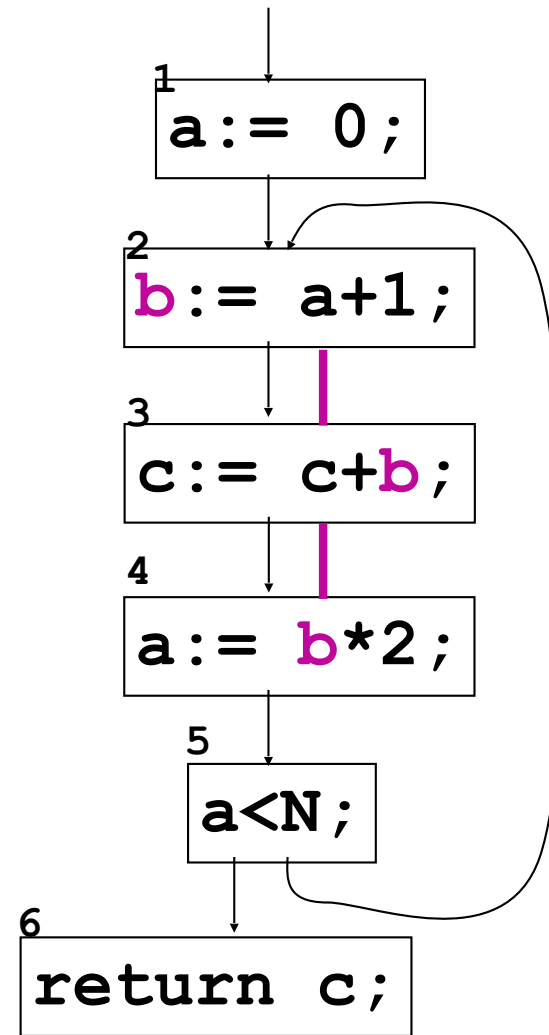 1
a:= 0;
2
b:= a+1;
3
c:= c+b;
4
a:= b*2;
5
a<N;
6
return c;